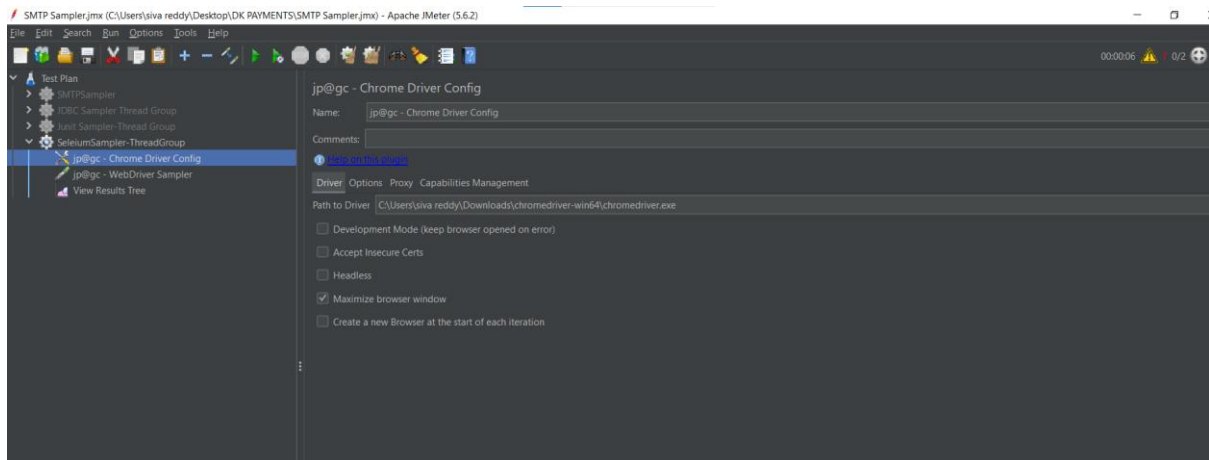 SMTP Sampler.jmx (C:\Users\siva reddy\Desktop\DK PAYMENTS\SMTP Sampler.jmx) - Apache JMeter (5.6.2)
File Edit Search Run Options Tools Help
00:00:06 ! 0/2
Test Plan
SMTPSampler
JDBC Sampler Thread Group
Junit Sampler-Thread Group
SeleiumSampler-ThreadGroup
jp@gc - Chrome Driver Config
jp@gc - WebDriver Sampler
View Results Tree
jp@gc - Chrome Driver Config
Name: jp@gc - Chrome Driver Config
Comments:
Help on this plugin
Driver Options Proxy Capabilities Management
Path to Driver C:\Users\siva reddy\Downloads\chromedriver-win64\chromedriver.exe
Development Mode (keep browser opened on error)
Accept Insecure Certs
Headless
Maximize browser window
Create a new Browser at the start of each iteration